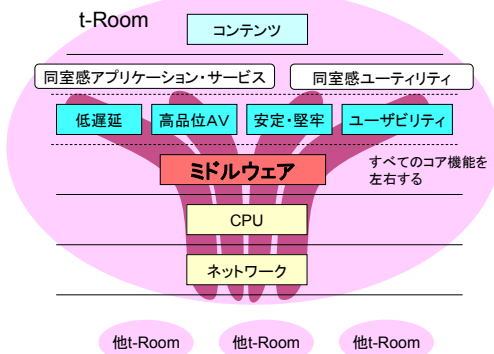 t-Room
コンテンツ
同室感アプリケーション・サービス
同室感ユーティリティ
低遅延
高品位AV
安定・堅牢
ユーザビリティ
ミドルウェア
すべてのコア機能を
左右する
CPU
ネットワーク
他t-Room
他t-Room
他t-Room